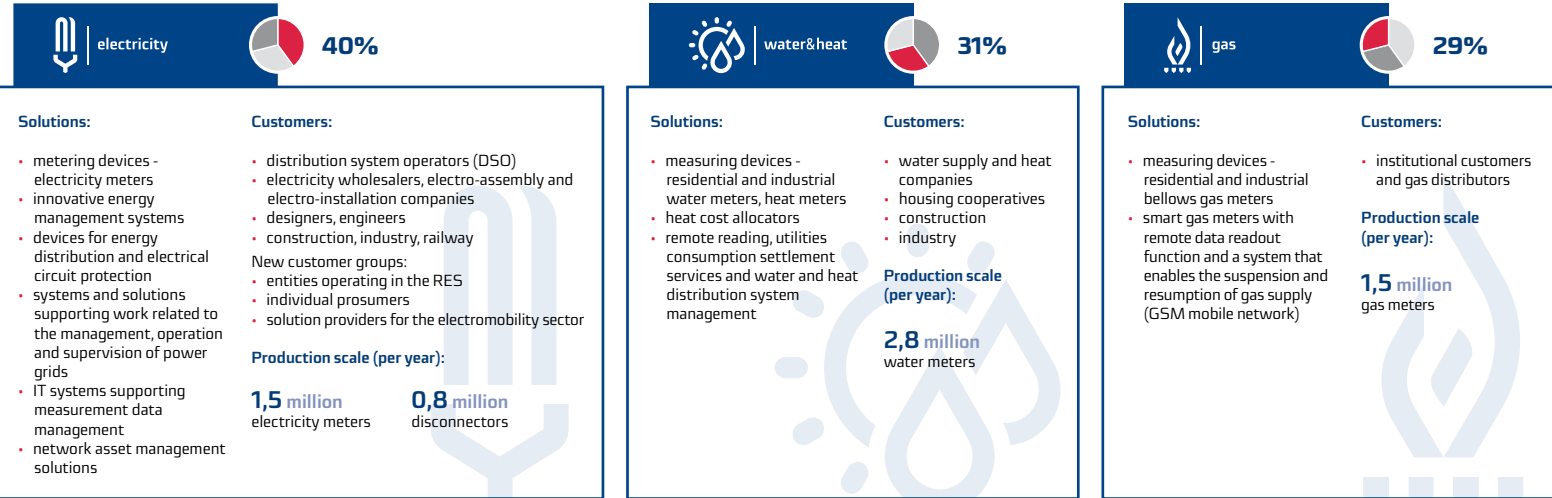 electricity
40%
Solutions:
• metering devices -
electricity meters
• innovative energy
management systems
• devices for energy
distribution and electrical
circuit protection
• systems and solutions
supporting work related to
the management, operation
and supervision of power
grids
• IT systems supporting
measurement data
management
• network asset management
solutions
Customers:
• distribution system operators (DSO)
• electricity wholesalers, electro-assembly and
electro-installation companies
• designers, engineers
• construction, industry, railway
New customer groups:
• entities operating in the RES
• individual prosumers
• solution providers for the electromobility sector
Production scale (per year):
1,5 million
electricity meters
0,8 million
disconnectors
water&heat
31%
Solutions:
• measuring devices -
residential and industrial
water meters, heat meters
• heat cost allocators
• remote reading, utilities
consumption settlement
services and water and heat
distribution system
management
Customers:
• water supply and heat
companies
• housing cooperatives
• construction
• industry
Production scale
(per year):
2,8 million
water meters
gas
29%
Solutions:
• measuring devices -
residential and industrial
bellows gas meters
• smart gas meters with
remote data readout
function and a system that
enables the suspension and
resumption of gas supply
(GSM mobile network)
Customers:
• institutional customers
and gas distributors
Production scale
(per year):
1,5 million
gas meters